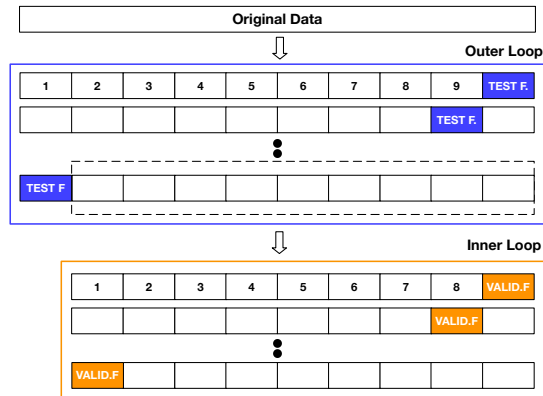 Original Data
Outer Loop
1 2 3 4 5 6 7 8 9 TEST F.
TEST F.
TEST F
Inner Loop
1 2 3 4 5 6 7 8 VALID.F
VALID.F
VALID.F